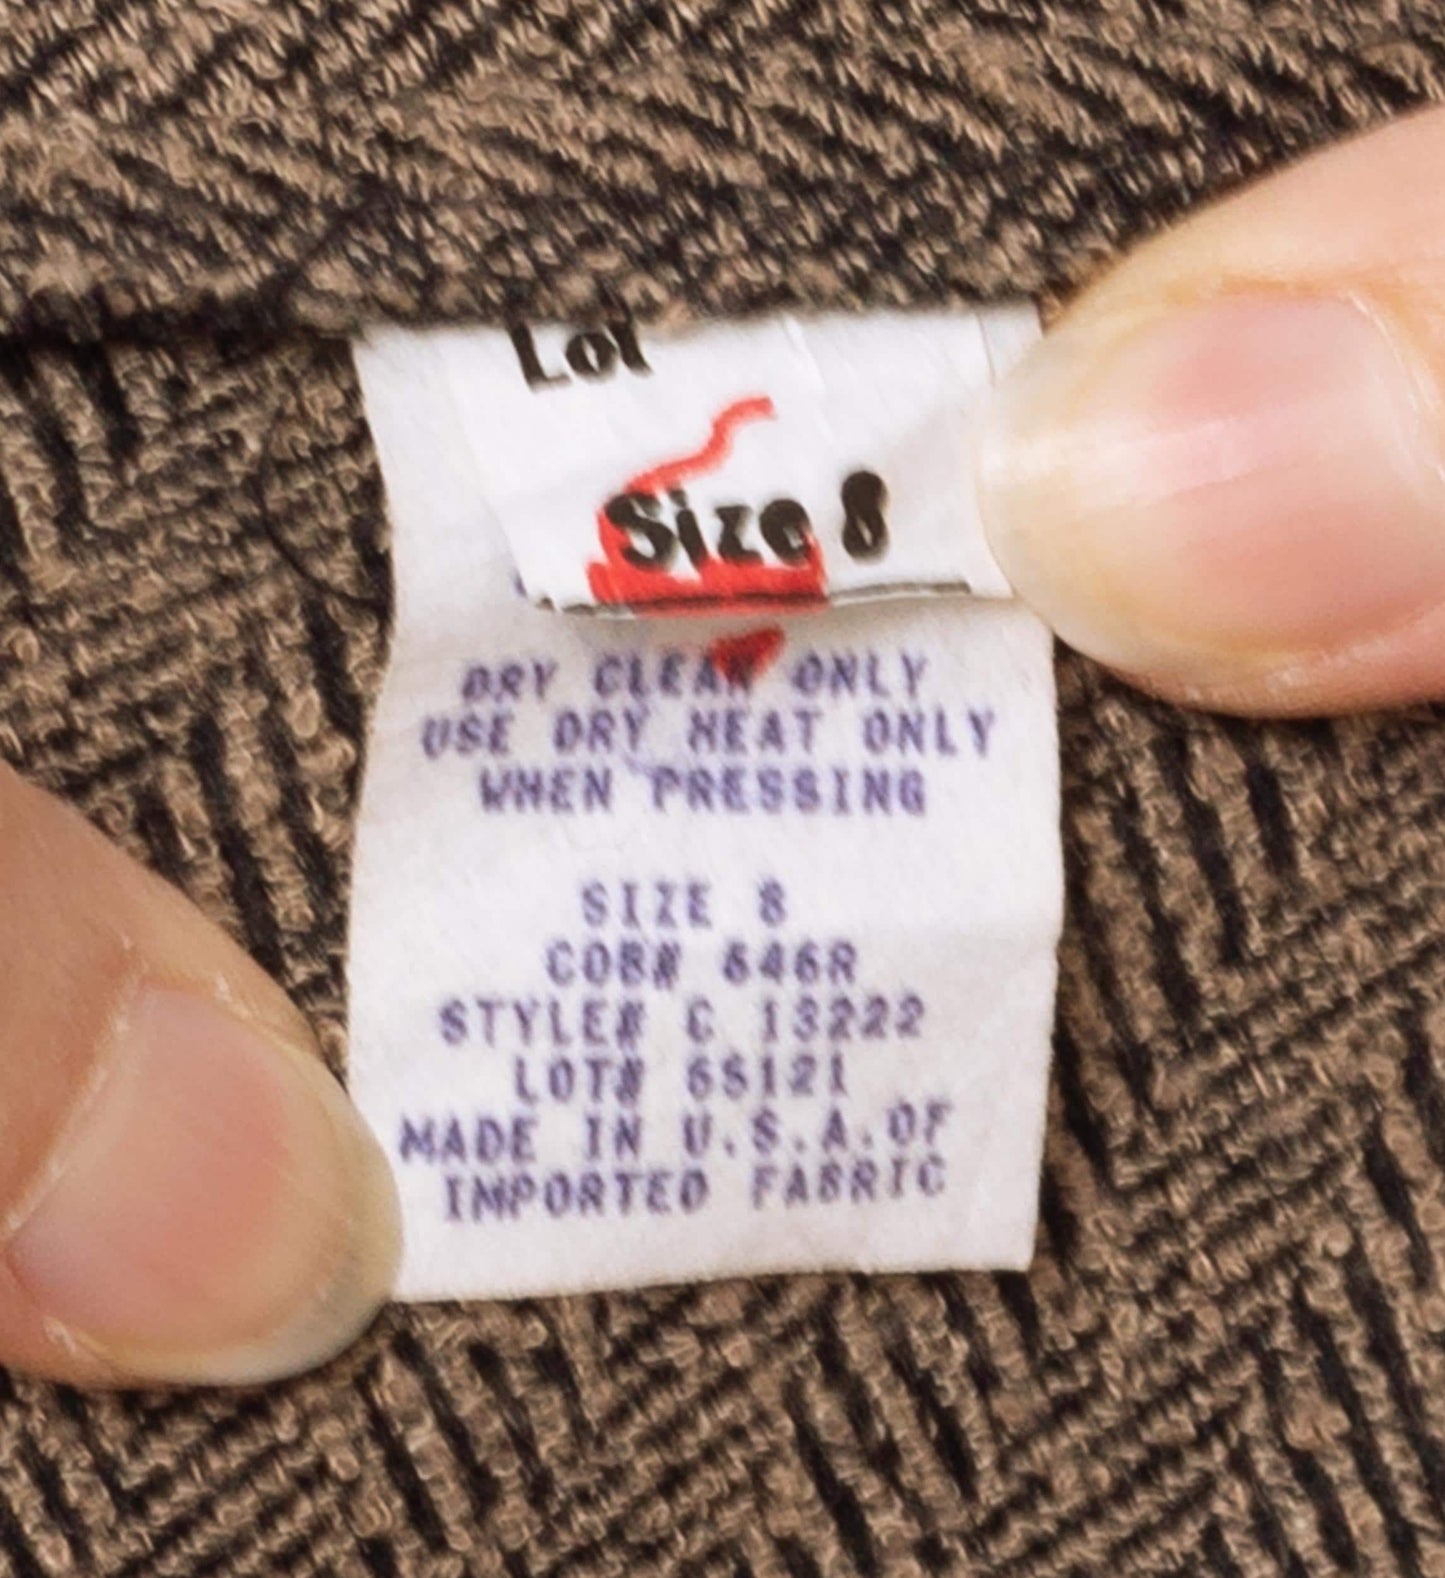 Lot
Size 8
DRY CLEAN ONLY
USE DRY HEAT ONLY
WHEN PRESSING
SIZE 8
COB# 646R
STYLE# C 13222
LOT# 6S121
MADE IN U.S.A.OF
IMPORTED FABRIC